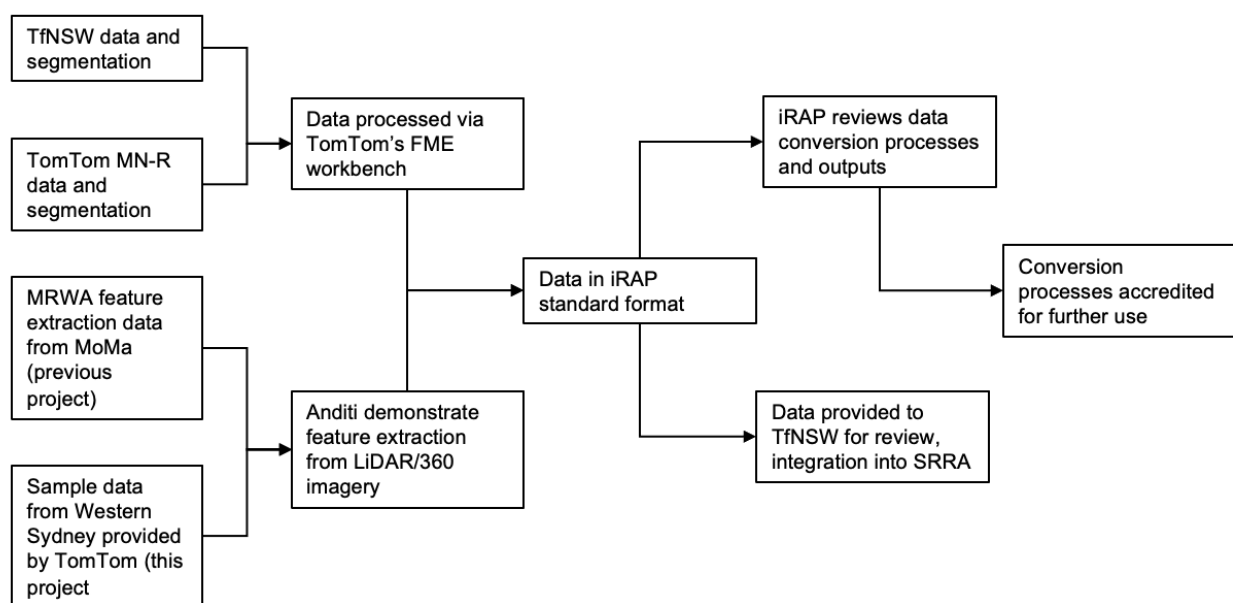 TfNSW data and
segmentation
TomTom MN-R
data and
segmentation
MRWA feature
extraction data
from MoMa
(previous
project)
Sample data
from Western
Sydney provided
by TomTom (this
project
Data processed via
TomTom's FME
workbench
Anditi demonstrate
feature extraction
from LiDAR/360
imagery
Data in iRAP
standard format
iRAP reviews data
conversion processes
and outputs
Data provided to
TfNSW for review,
integration into SRRA
Conversion
processes accredited
for further use